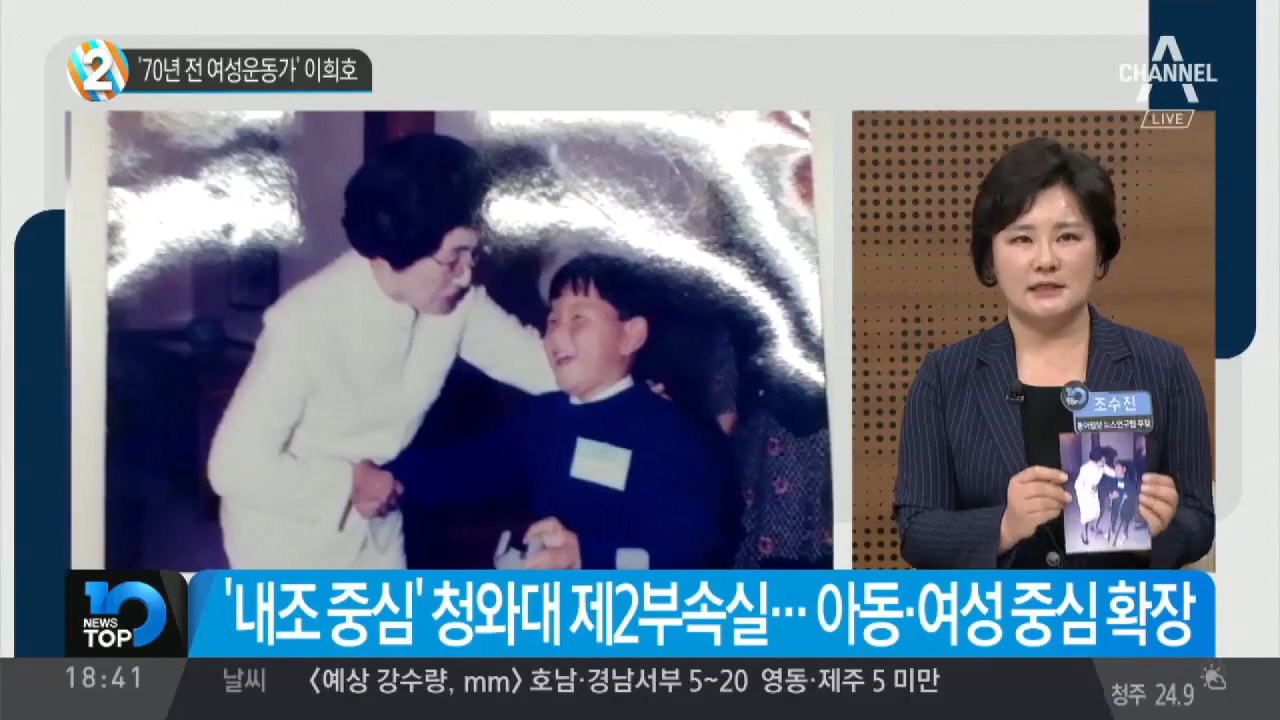 2 '70년 전 여성운동가' 이희호
CHANNEL A
LIVE
10 TOP
조수진
동아일보 뉴스연구팀 부장
NEWS TOP 10
'내조 중심' 청와대 제2부속실… 아동·여성 중심 확장
18:41 날씨 〈예상 강수량, mm〉 호남·경남서부 5~20 영동·제주 5 미만
청주 24.9